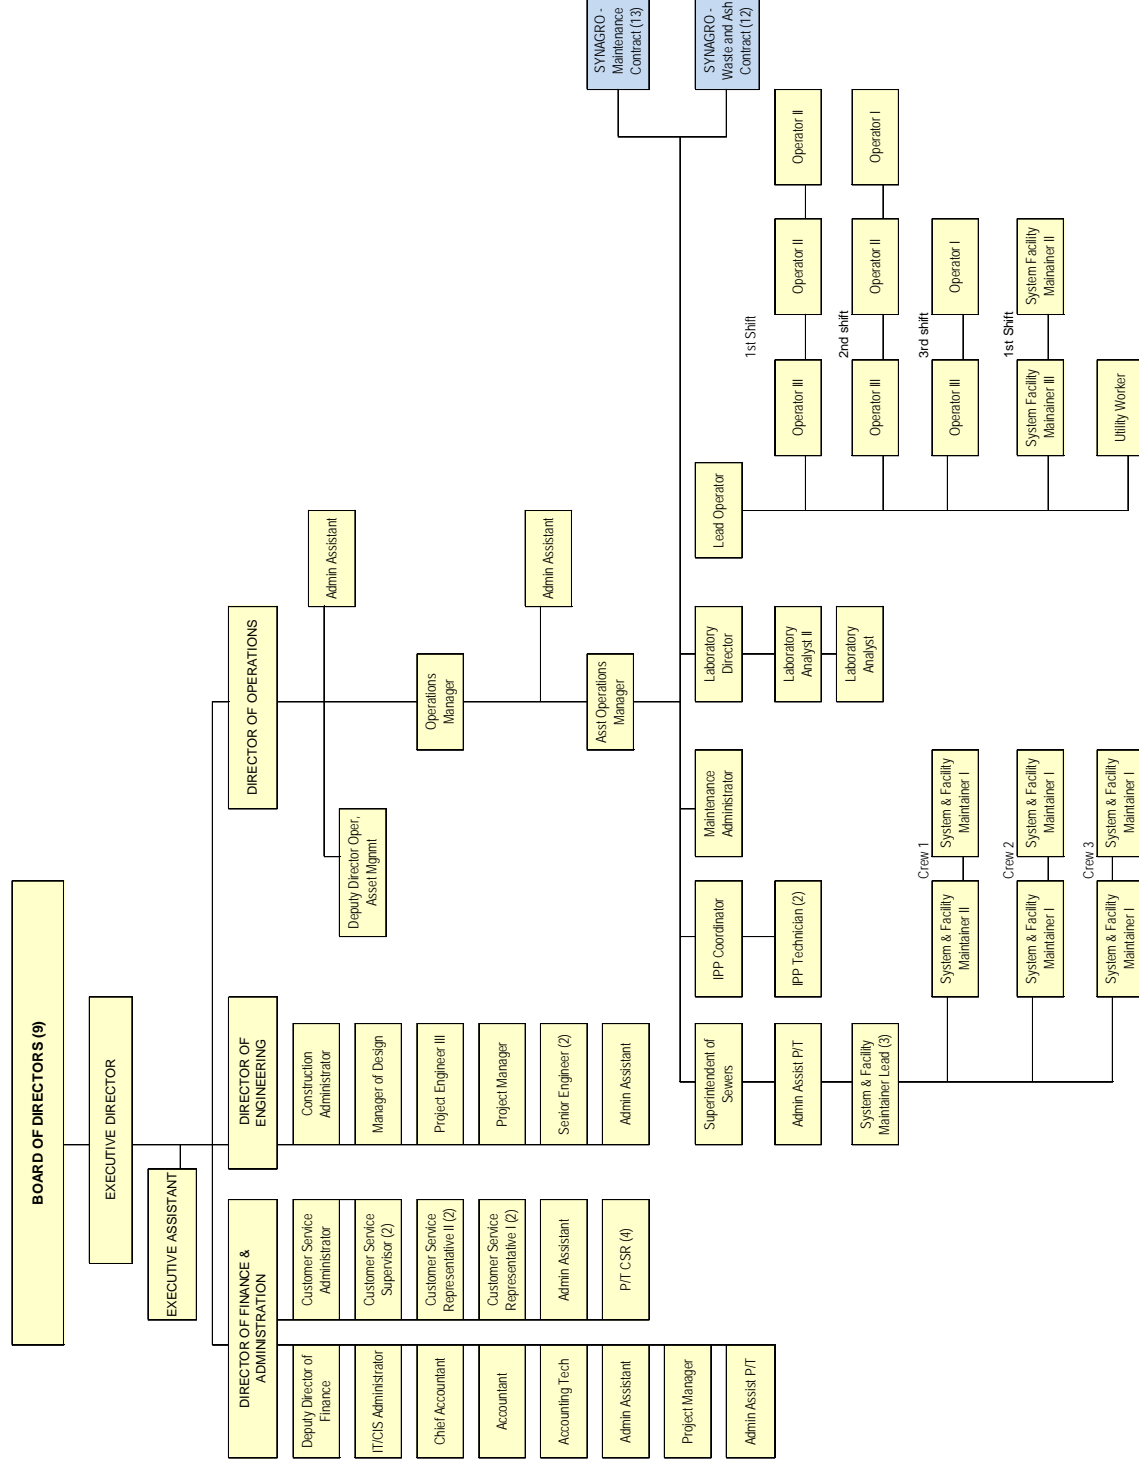 BOARD OF DIRECTORS (9)
EXECUTIVE DIRECTOR
EXECUTIVE ASSISTANT
DIRECTOR OF FINANCE &
ADMINISTRATION
DIRECTOR OF
ENGINEERING
DIRECTOR OF OPERATIONS
Deputy Director of
Finance
IT/CIS Administrator
Chief Accountant
Accountant
Accounting Tech
Admin Assistant
Project Manager
Admin Assist P/T
Customer Service
Administrator
Customer Service
Supervisor (2)
Customer Service
Representative II (2)
Customer Service
Representative I (2)
Admin Assistant
P/T CSR (4)
Construction
Administrator
Manager of Design
Project Engineer III
Project Manager
Senior Engineer (2)
Admin Assistant
Admin Assistant
Deputy Director Oper,
Asset Mgnmt
Operations
Manager
Admin Assistant
Asst Operations
Manager
Superintendent of
Sewers
Admin Assist P/T
System & Facility
Maintainer Lead (3)
Crew 1
System & Facility
Maintainer II
System & Facility
Maintainer I
Crew 2
System & Facility
Maintainer I
System & Facility
Maintainer I
Crew 3
System & Facility
Maintainer I
System & Facility
Maintainer I
IPP Coordinator
IPP Technician (2)
Maintenance
Administrator
Laboratory
Director
Laboratory
Analyst II
Laboratory
Analyst
Lead Operator
1st Shift
Operator III
Operator II
Operator II
2nd shift
Operator III
Operator II
Operator I
3rd shift
Operator III
Operator I
1st Shift
System Facility
Mainainer III
System Facility
Mainainer II
Utility Worker
SYNAGRO -
Maintenance
Contract (13)
SYNAGRO -
Waste and Ash
Contract (12)